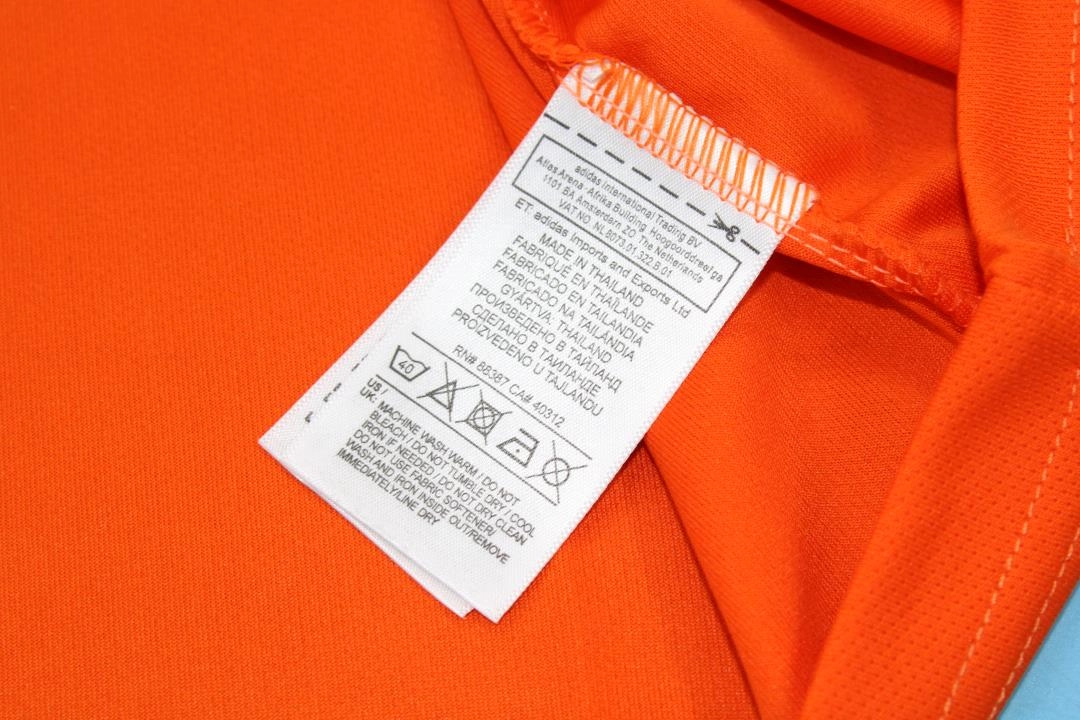 adidas International Trading BV
Atlas Arena-Afrika Building, Hoogoorddreef 9a
1101 BA Amsterdam ZO The Netherlands
VAT NO. NL8073.01.322.B.01
ET: adidas Imports and Exports Ltd
MADE IN THAILAND
FABRIQUÉ EN THAÏLANDE
FABRICADO EN TAILANDIA
FABRICADO NA TAILÂNDIA
GYÁRTVA: THAILAND
ПРОИЗВЕДЕНО В ТАЙЛАНД
СДЕЛАНО В ТАИЛАНДЕ
PROIZVEDENO U TAJLANDU
RN# 88387 CA# 40312
40
US /
UK: MACHINE WASH WARM / DO NOT
BLEACH / DO NOT TUMBLE DRY / COOL
IRON IF NEEDED / DO NOT DRY CLEAN
DO NOT USE FABRIC SOFTENER/
WASH AND IRON INSIDE OUT/REMOVE
IMMEDIATELY/LINE DRY